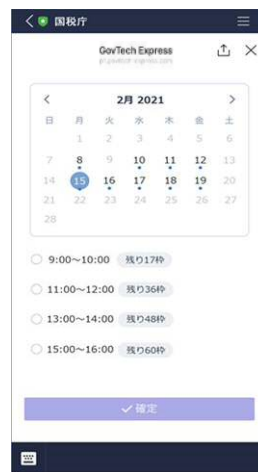 国税庁
GovTech Express
2月 2021
日 月 火 水 木 金 土
1 2 3 4 5 6
7 8 9 10 11 12 13
14 15 16 17 18 19 20
21 22 23 24 25 26 27
28
9:00～10:00 残り17枠
11:00～12:00 残り36枠
13:00～14:00 残り48枠
15:00～16:00 残り60枠
確定